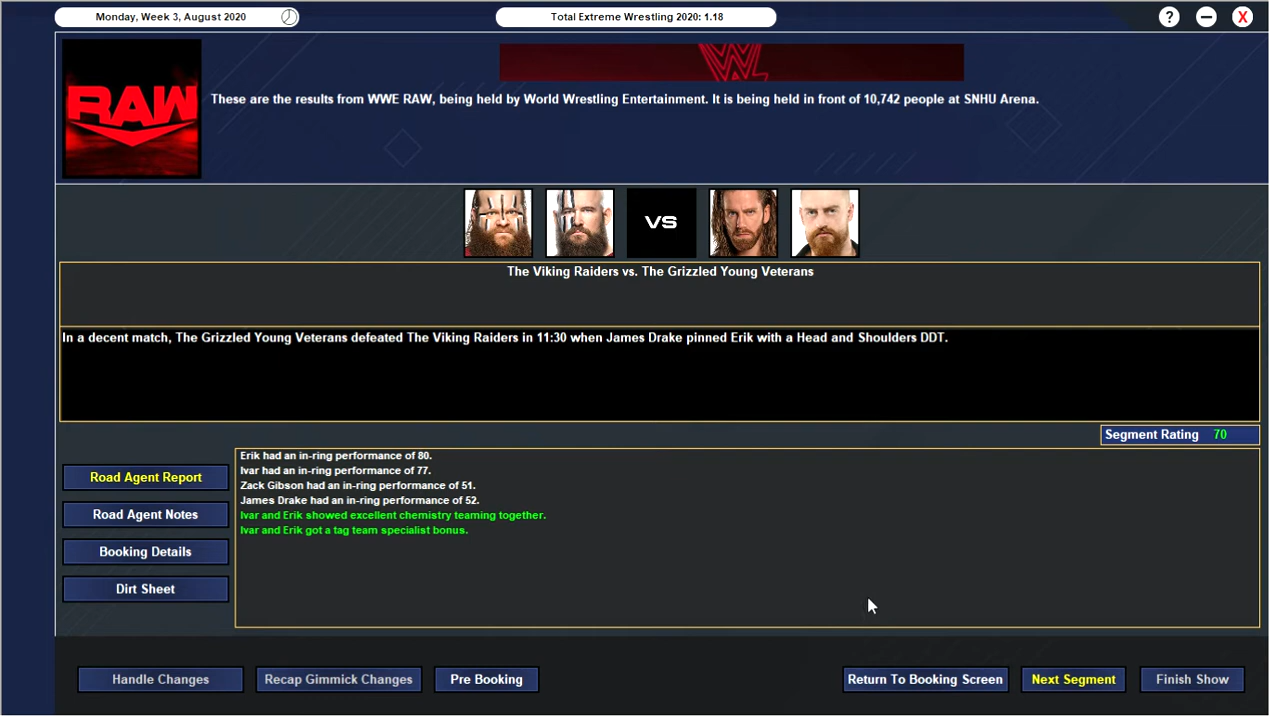 Monday, Week 3, August 2020
Total Extreme Wrestling 2020: 1.18
? X
RAW
W
These are the results from WWE RAW, being held by World Wrestling Entertainment. It is being held in front of 10,742 people at SNHU Arena.
VS
The Viking Raiders vs. The Grizzled Young Veterans
In a decent match, The Grizzled Young Veterans defeated The Viking Raiders in 11:30 when James Drake pinned Erik with a Head and Shoulders DDT.
Segment Rating 70
Road Agent Report
Road Agent Notes
Booking Details
Dirt Sheet
Erik had an in-ring performance of 80.
Ivar had an in-ring performance of 77.
Zack Gibson had an in-ring performance of 51.
James Drake had an in-ring performance of 52.
Ivar and Erik showed excellent chemistry teaming together.
Ivar and Erik got a tag team specialist bonus.
Handle Changes
Recap Gimmick Changes
Pre Booking
Return To Booking Screen
Next Segment
Finish Show